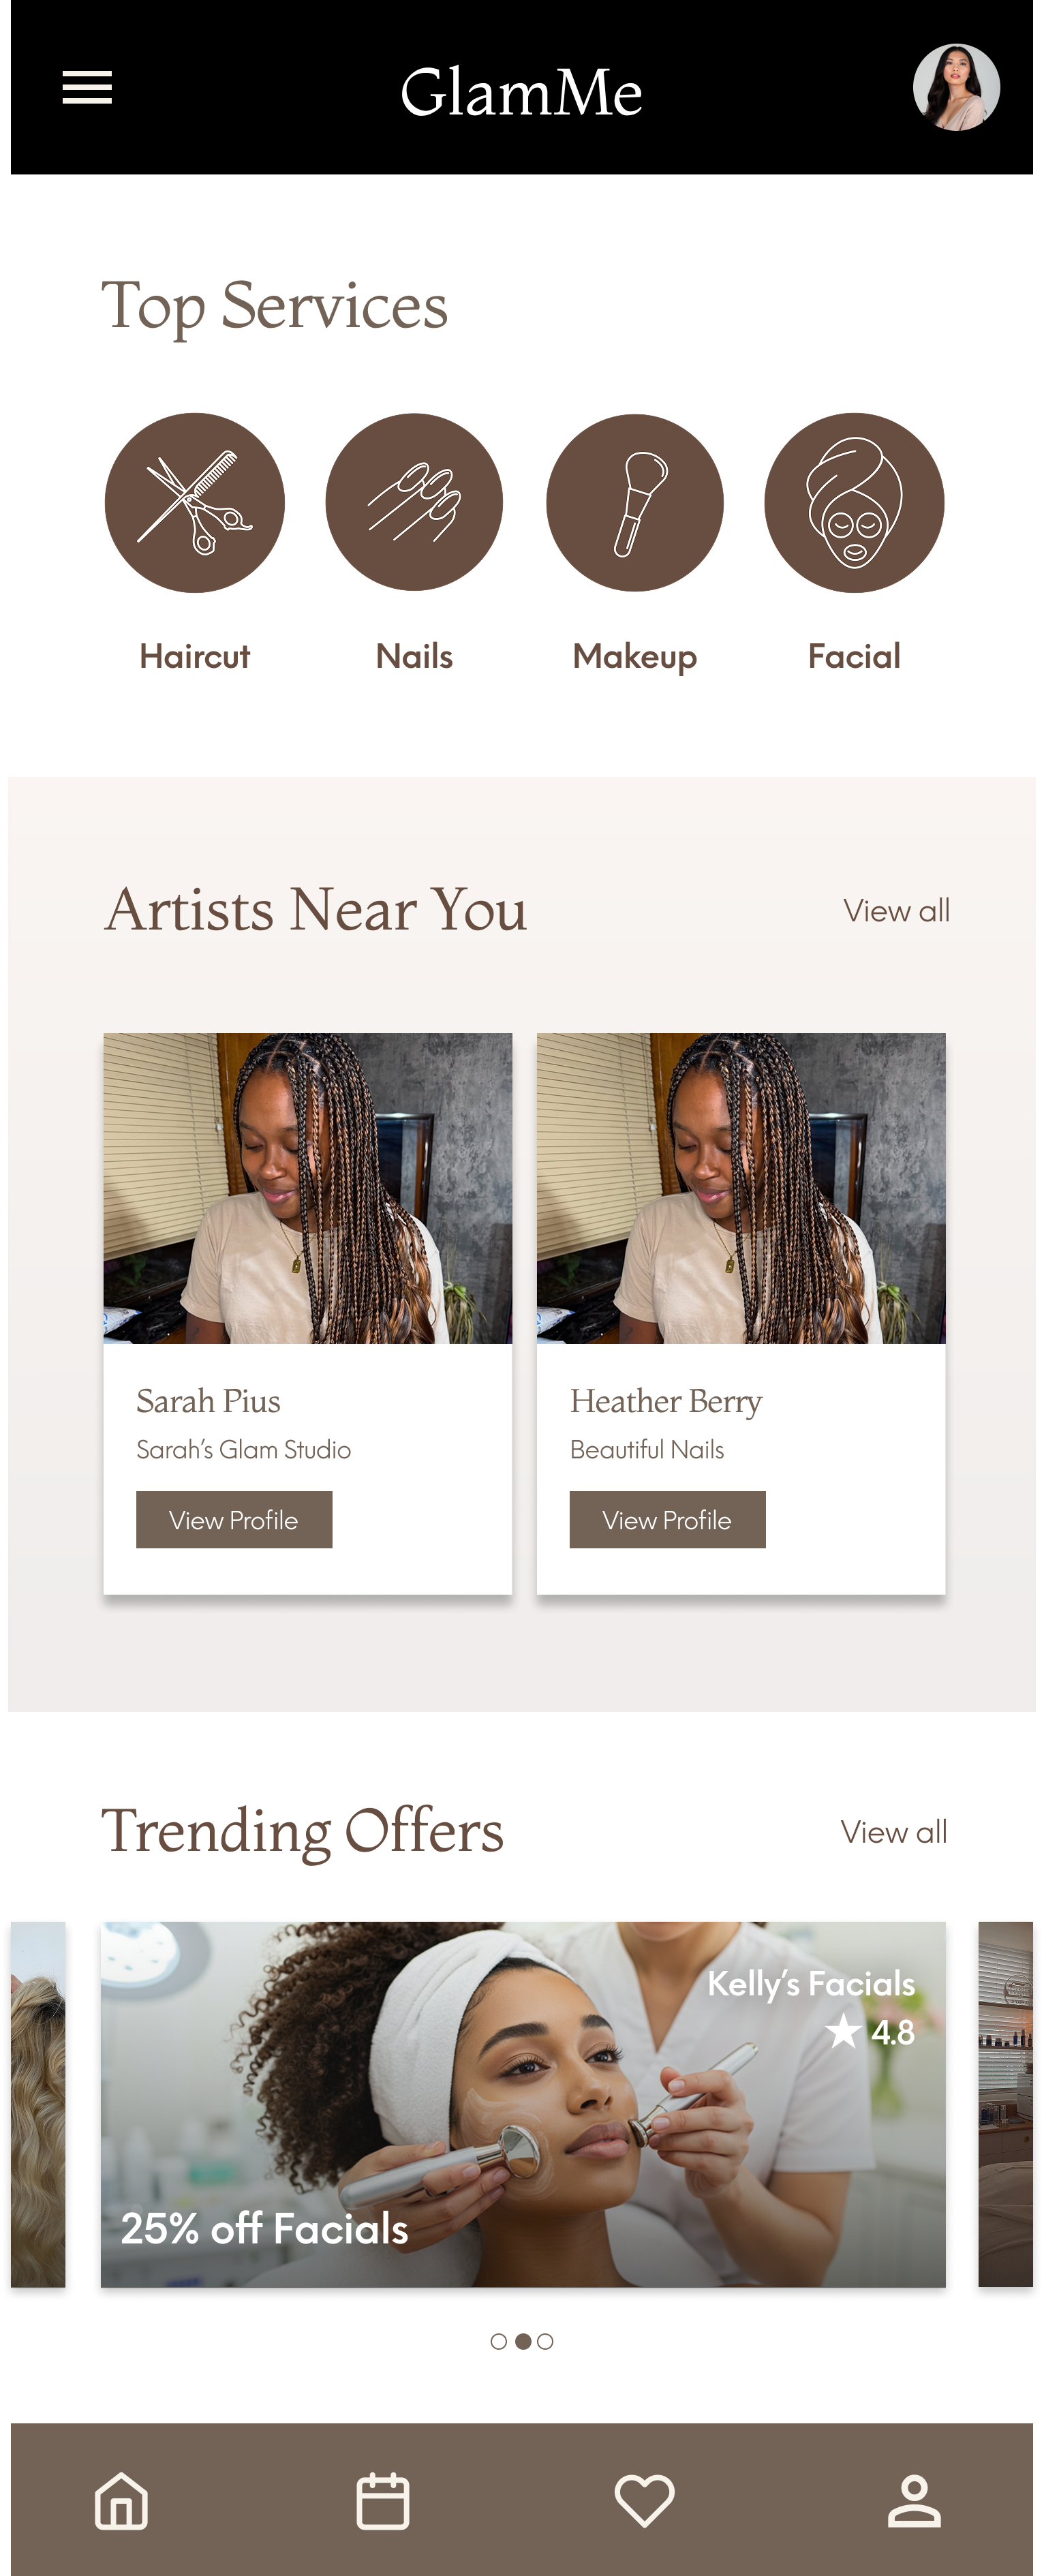 GlamMe
Top Services
Haircut
Nails
Makeup
Facial
Artists Near You
View all
Sarah Pius
Sarah’s Glam Studio
View Profile
Heather Berry
Beautiful Nails
View Profile
Trending Offers
View all
Kelly’s Facials
★ 4.8
25% off Facials